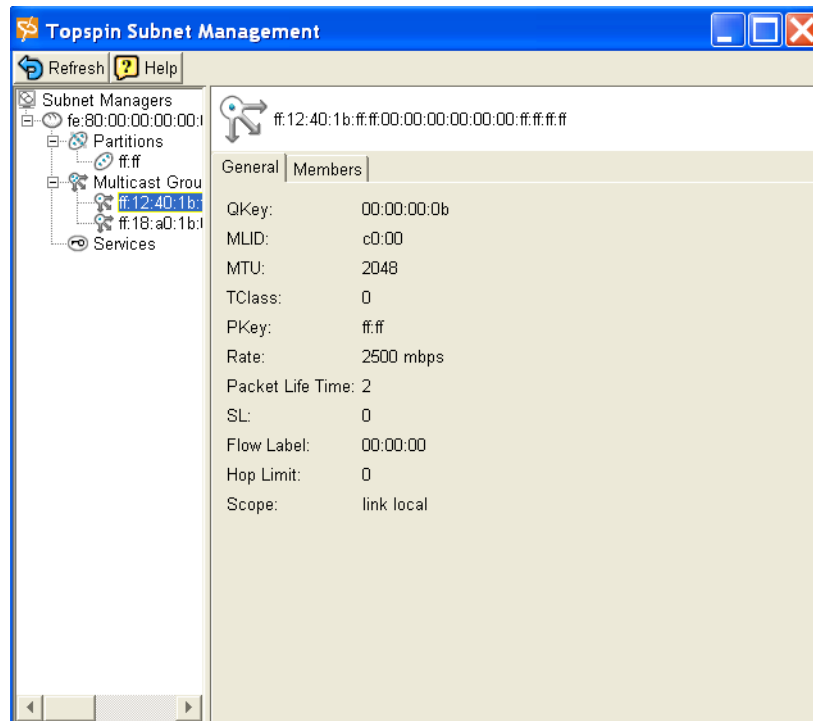 Topspin Subnet Management
Refresh Help
Subnet Managers
fe:80:00:00:00:
Partitions
ff:ff
Multicast Grou
ff:12:40:1b:
ff:18:a0:1b:
Services
ff:12:40:1b:ff:ff:00:00:00:00:00:00:ff:ff:ff:ff
General Members
QKey: 00:00:00:0b
MLID: c0:00
MTU: 2048
TClass: 0
PKey: ff:ff
Rate: 2500 mbps
Packet Life Time: 2
SL: 0
Flow Label: 00:00:00
Hop Limit: 0
Scope: link local